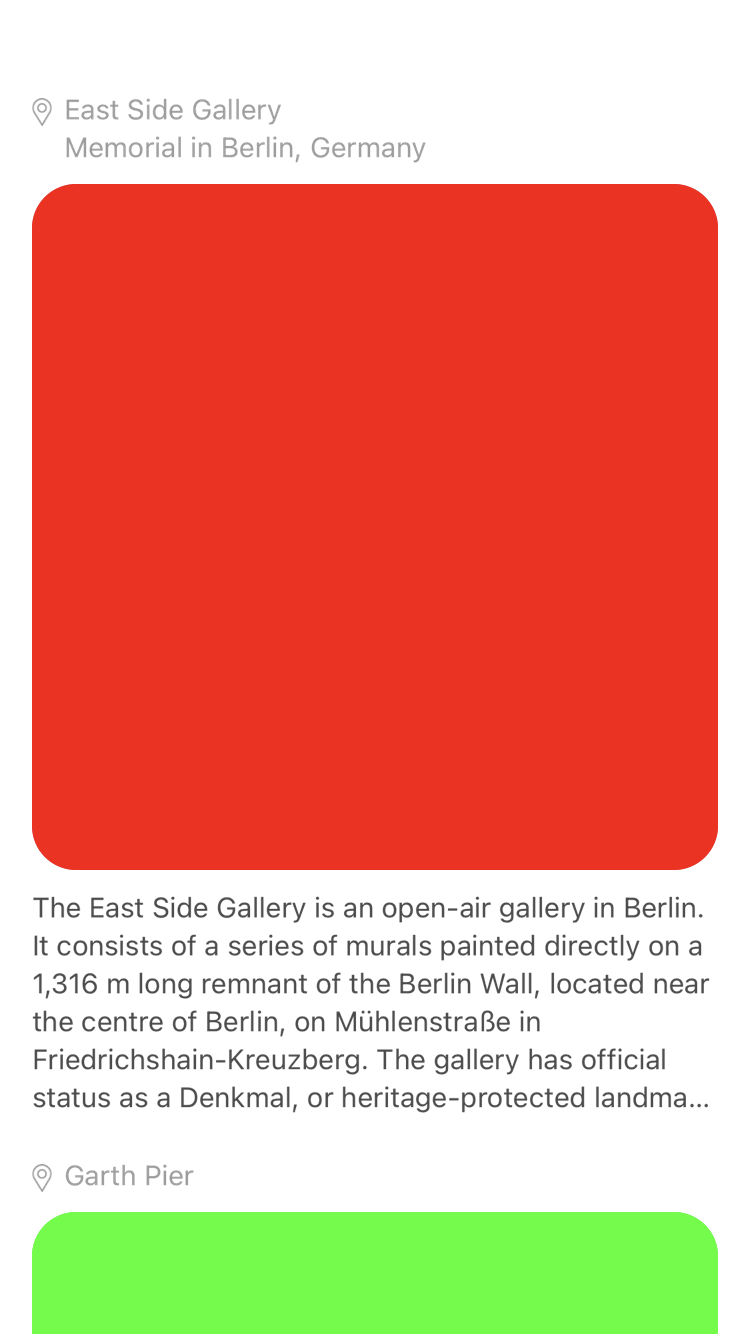 East Side Gallery
Memorial in Berlin, Germany
The East Side Gallery is an open-air gallery in Berlin.
It consists of a series of murals painted directly on a
1,316 m long remnant of the Berlin Wall, located near
the centre of Berlin, on Mühlenstraße in
Friedrichshain-Kreuzberg. The gallery has official
status as a Denkmal, or heritage-protected landma...
Garth Pier